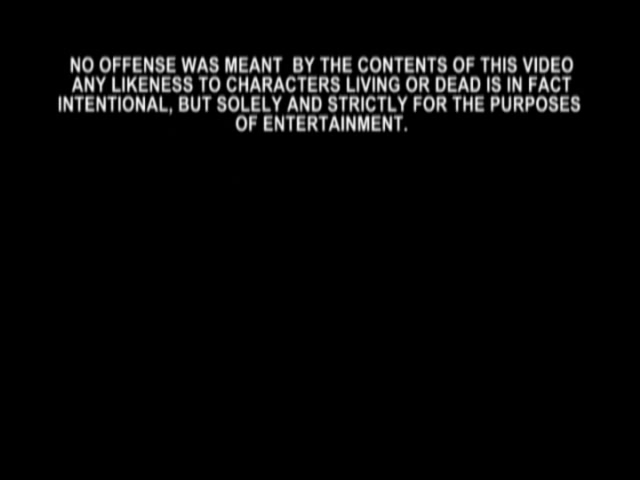 NO OFFENSE WAS MEANT  BY THE CONTENTS OF THIS VIDEO
ANY LIKENESS TO CHARACTERS LIVING OR DEAD IS IN FACT
INTENTIONAL, BUT SOLELY AND STRICTLY FOR THE PURPOSES
OF ENTERTAINMENT.